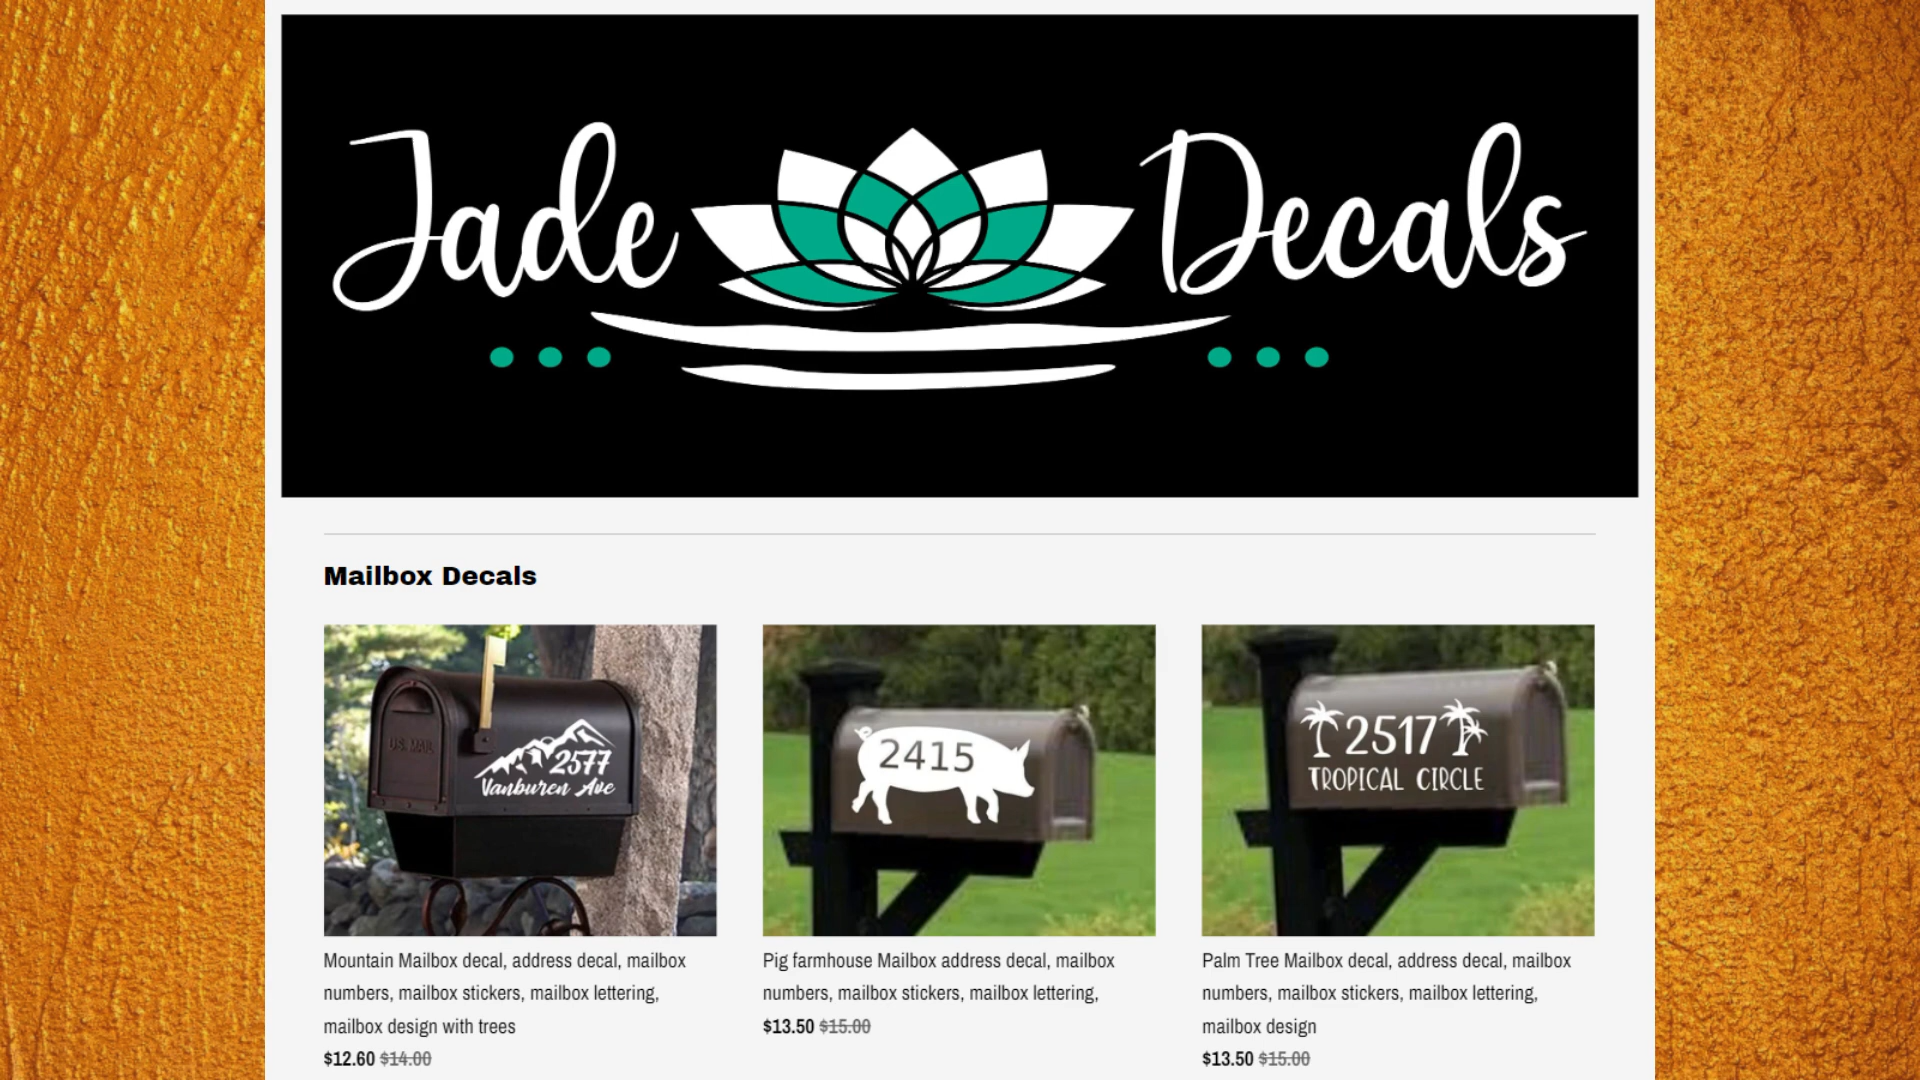 Jade Decals
Mailbox Decals
U.S. MAIL
2577
Vanburen Ave
2415
2517
TROPICAL CIRCLE
Mountain Mailbox decal, address decal, mailbox
numbers, mailbox stickers, mailbox lettering,
mailbox design with trees
$12.60 $14.00
Pig farmhouse Mailbox address decal, mailbox
numbers, mailbox stickers, mailbox lettering,
$13.50 $15.00
Palm Tree Mailbox decal, address decal, mailbox
numbers, mailbox stickers, mailbox lettering,
mailbox design
$13.50 $15.00